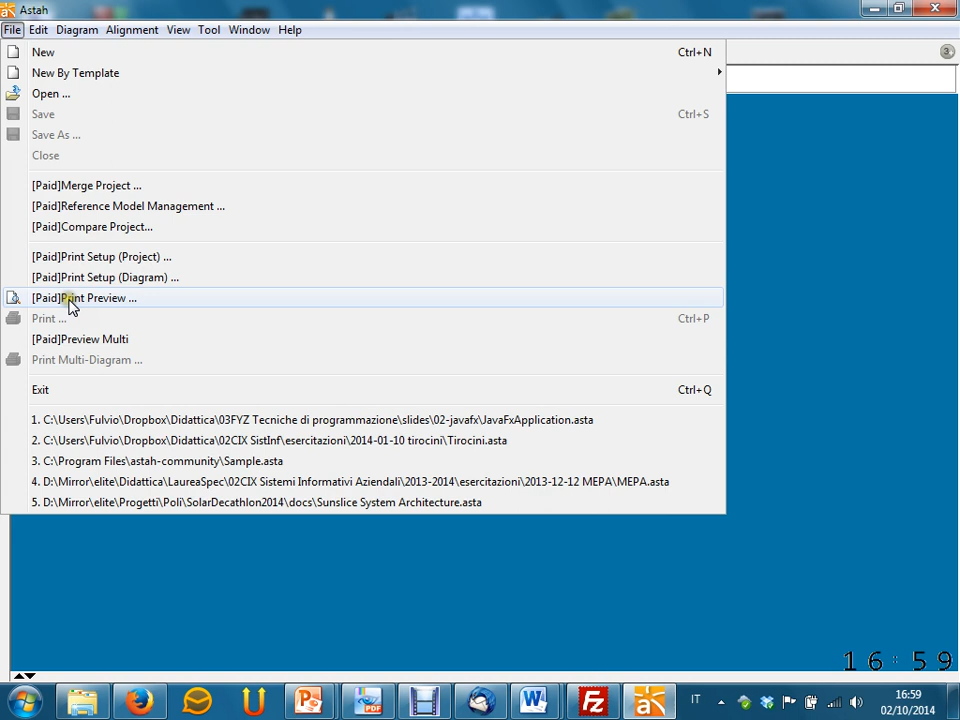 Astah
File Edit Diagram Alignment View Tool Window Help
New Ctrl+N
New By Template
Open ...
Save Ctrl+S
Save As ...
Close
[Paid]Merge Project ...
[Paid]Reference Model Management ...
[Paid]Compare Project...
[Paid]Print Setup (Project) ...
[Paid]Print Setup (Diagram) ...
[Paid]Print Preview ...
Print ... Ctrl+P
[Paid]Preview Multi
Print Multi-Diagram ...
Exit Ctrl+Q
1. C:\Users\Fulvio\Dropbox\Didattica\03FYZ Tecniche di programmazione\slides\02-javafx\JavaFxApplication.asta
2. C:\Users\Fulvio\Dropbox\Didattica\02CIX SistInf\esercitazioni\2014-01-10 tirocini\Tirocini.asta
3. C:\Program Files\astah-community\Sample.asta
4. D:\Mirror\elite\Didattica\LaureaSpec\02CIX Sistemi Informativi Aziendali\2013-2014\esercitazioni\2013-12-12 MEPA\MEPA.asta
5. D:\Mirror\elite\Progetti\Poli\SolarDecathlon2014\docs\Sunslice System Architecture.asta
16:59
IT 16:59
02/10/2014